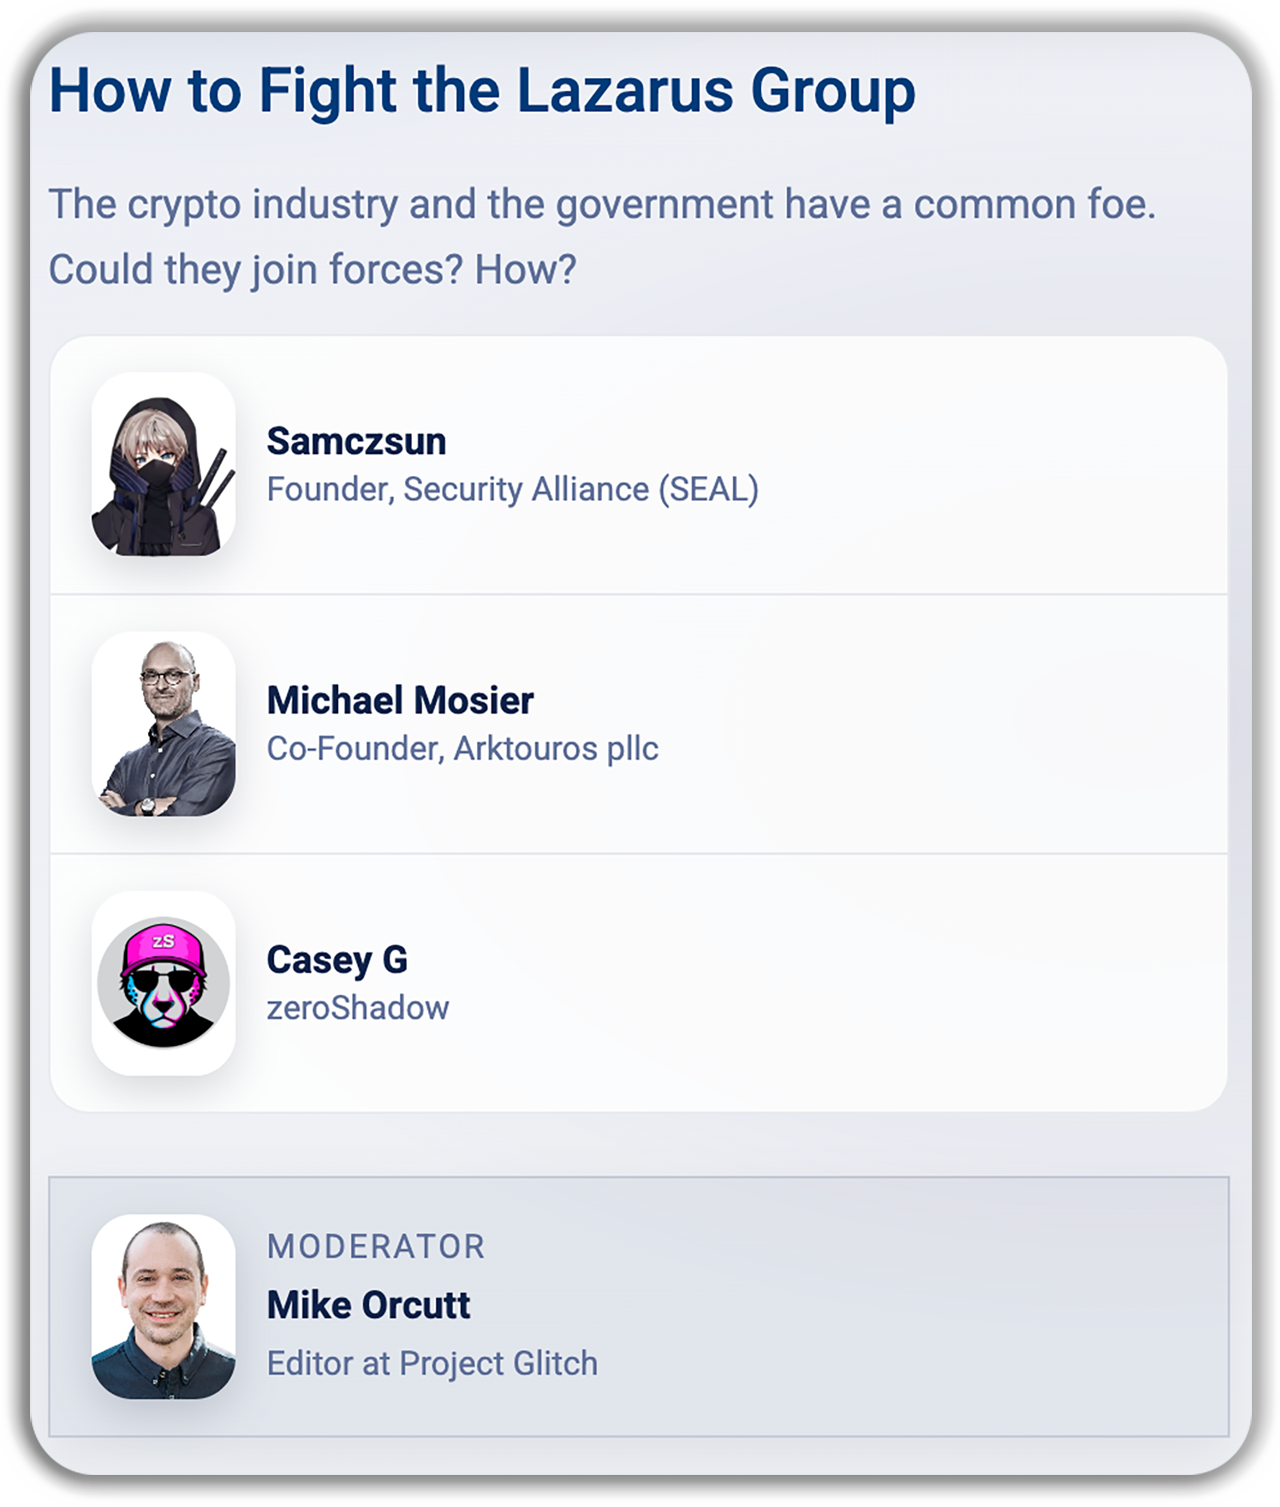 How to Fight the Lazarus Group
The crypto industry and the government have a common foe.
Could they join forces? How?
Samczsun
Founder, Security Alliance (SEAL)
Michael Mosier
Co-Founder, Arktouros pllc
zS
Casey G
zeroShadow
MODERATOR
Mike Orcutt
Editor at Project Glitch